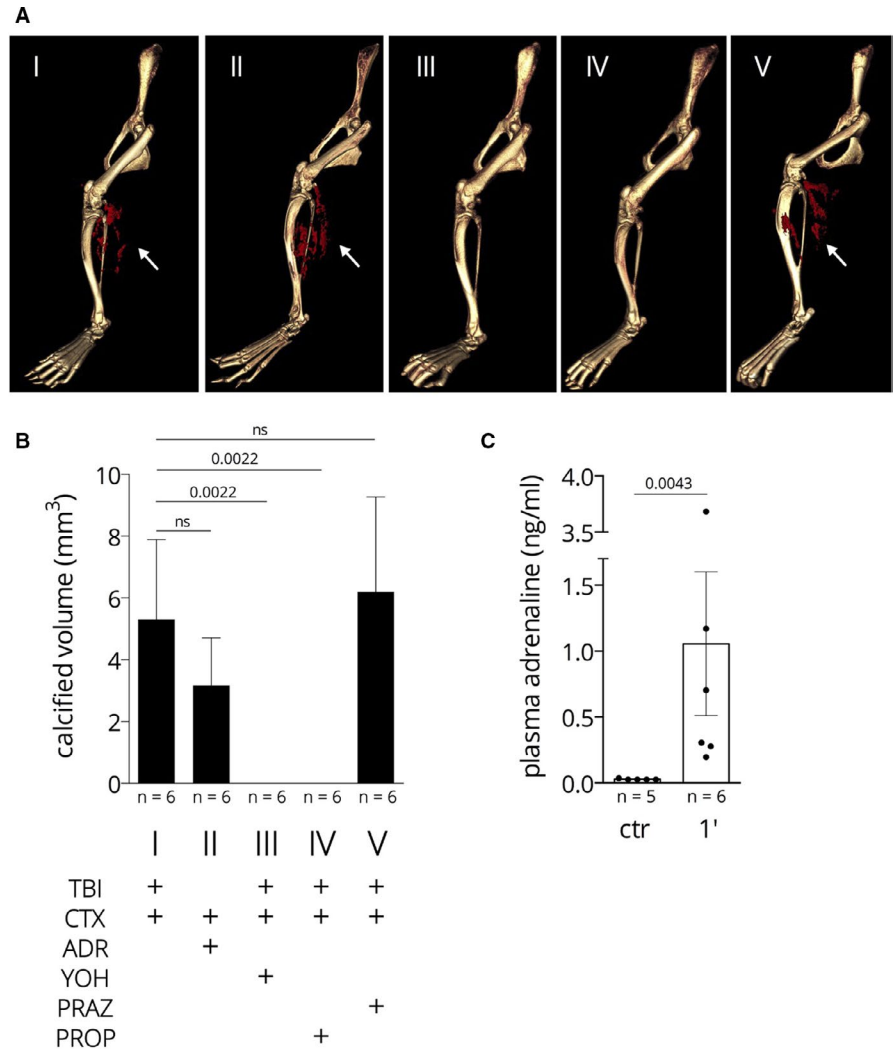 A
I II III IV V
B
ns
0.0022
0.0022
ns
calcified volume (mm³)
10
8
6
4
2
0
n = 6 n = 6 n = 6 n = 6 n = 6
I II III IV V
TBI + + + +
CTX + + + + +
ADR +
YOH +
PRAZ +
PROP +
C
plasma adrenaline (ng/ml)
4.0
3.5
1.5
1.0
0.5
0.0
0.0043
n = 5 n = 6
ctr 1'